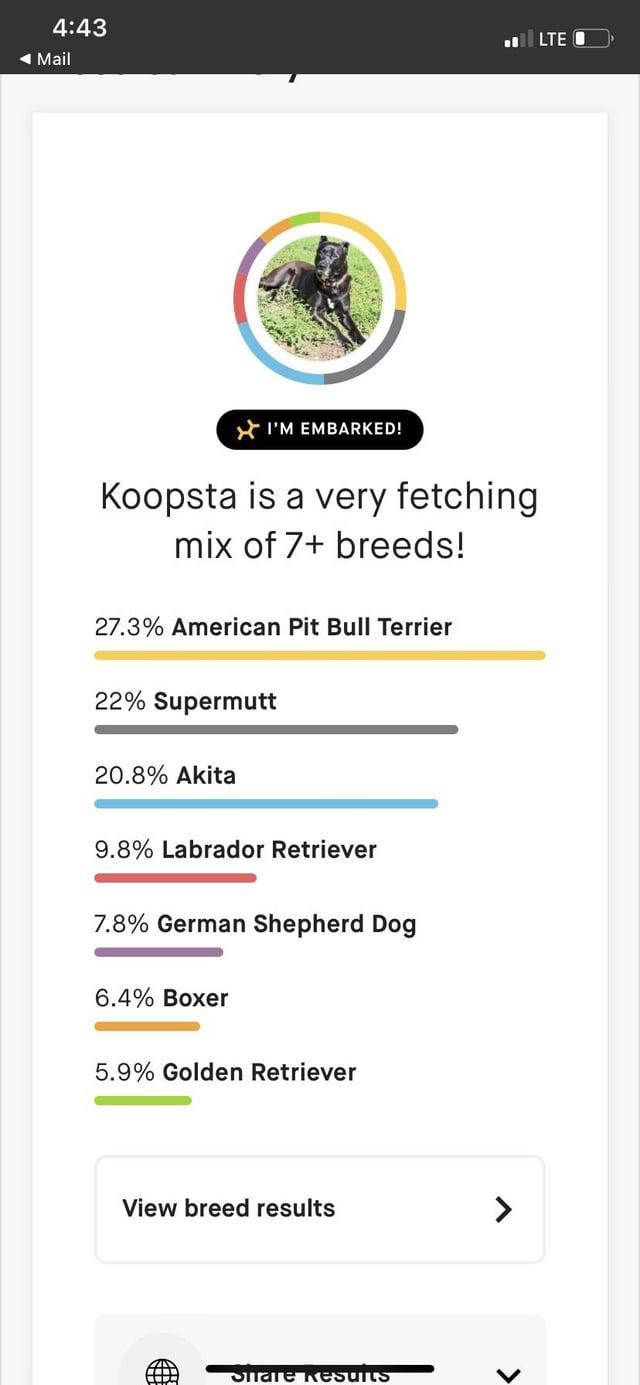 4:43
LTE
◀ Mail
I'M EMBARKED!
Koopsta is a very fetching
mix of 7+ breeds!
27.3% American Pit Bull Terrier
22% Supermutt
20.8% Akita
9.8% Labrador Retriever
7.8% German Shepherd Dog
6.4% Boxer
5.9% Golden Retriever
View breed results
Share Results